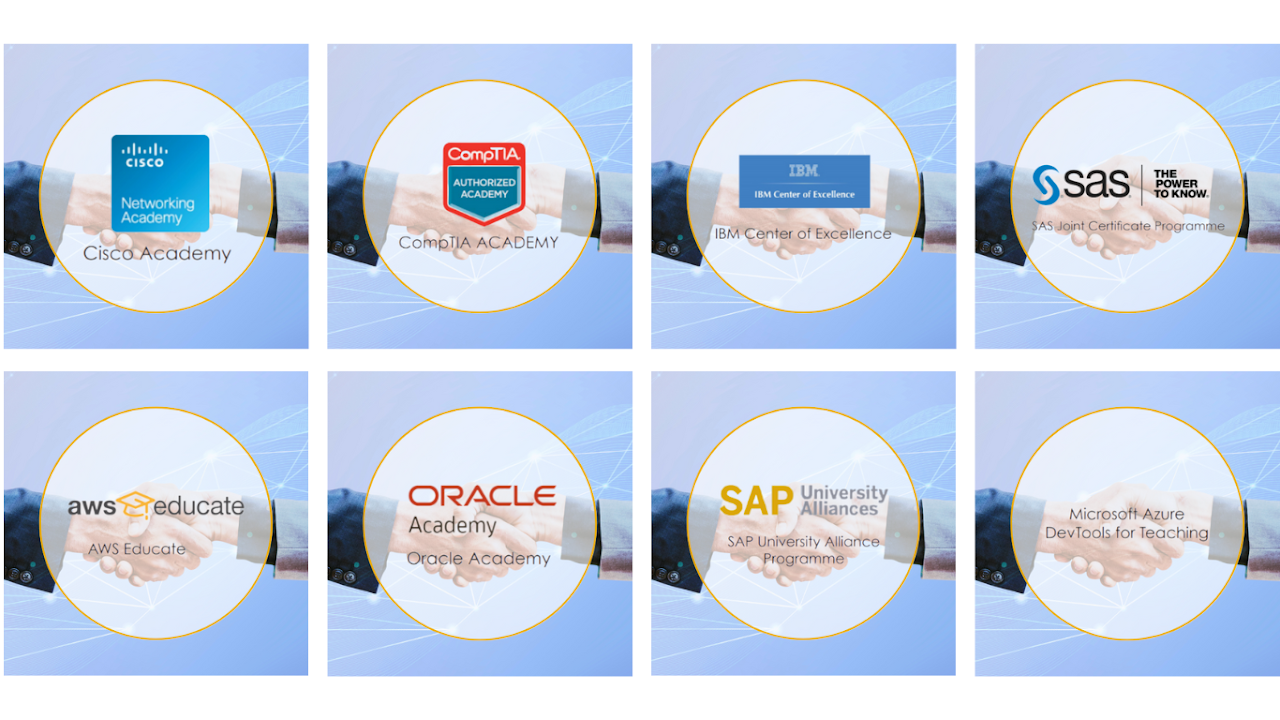 CISCO
Networking
Academy
Cisco Academy
CompTIA.
AUTHORIZED
ACADEMY
CompTIA ACADEMY
IBM
IBM Center of Excellence
IBM Center of Excellence
sas
THE
POWER
TO KNOW.
SAS Joint Certificate Programme
aws educate
AWS Educate
ORACLE
Academy
Oracle Academy
SAP University
Alliances
SAP University Alliance
Programme
Microsoft Azure
DevTools for Teaching